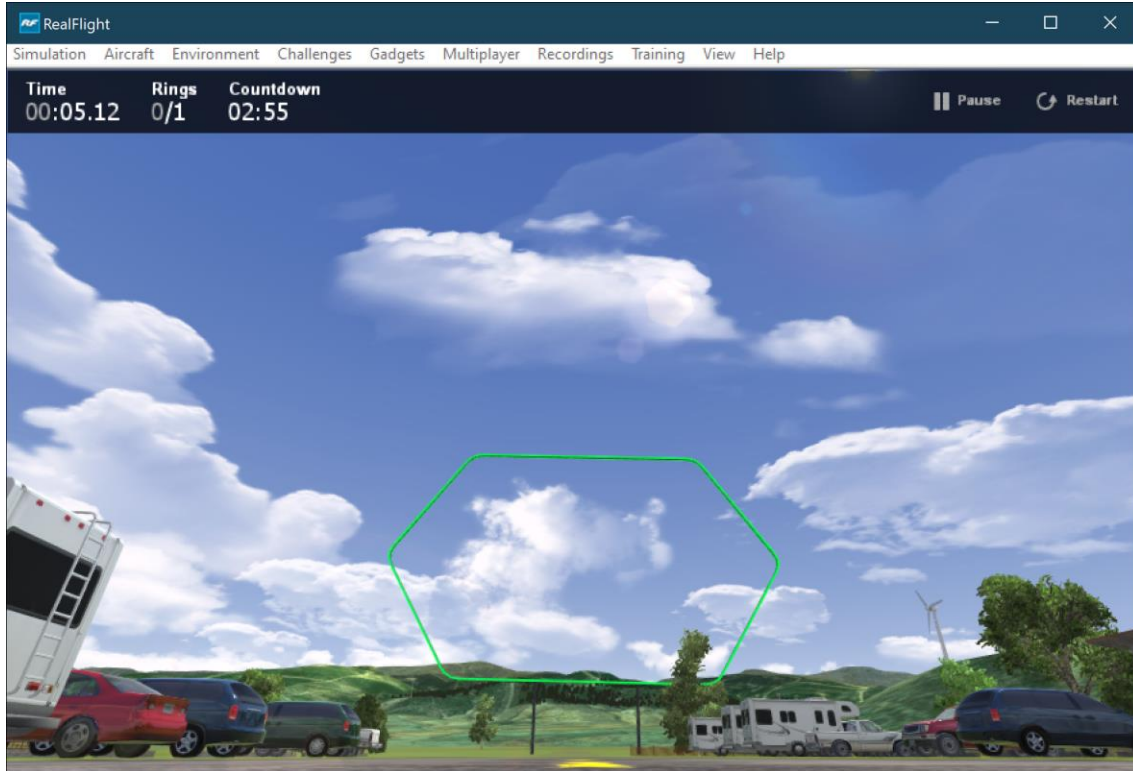 RF RealFlight
Simulation Aircraft Environment Challenges Gadgets Multiplayer Recordings Training View Help
Time Rings Countdown
00:05.12 0/1 02:55
Pause Restart